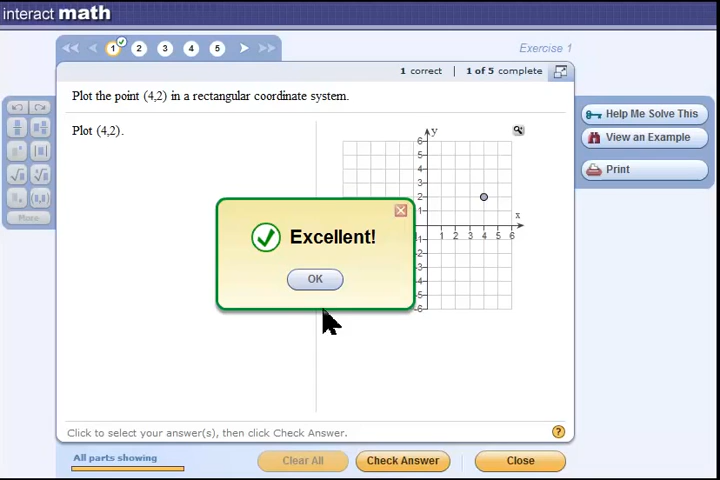 interact math
1 2 3 4 5
Exercise 1
1 correct | 1 of 5 complete
Plot the point (4,2) in a rectangular coordinate system.
Plot (4,2).
Help Me Solve This
View an Example
Print
More
y
6
5
4
3
2
1
x
1 2 3 4 5 6
-2
-3
-4
-5
-6
Excellent!
OK
Click to select your answer(s), then click Check Answer.
?
All parts showing
Clear All
Check Answer
Close